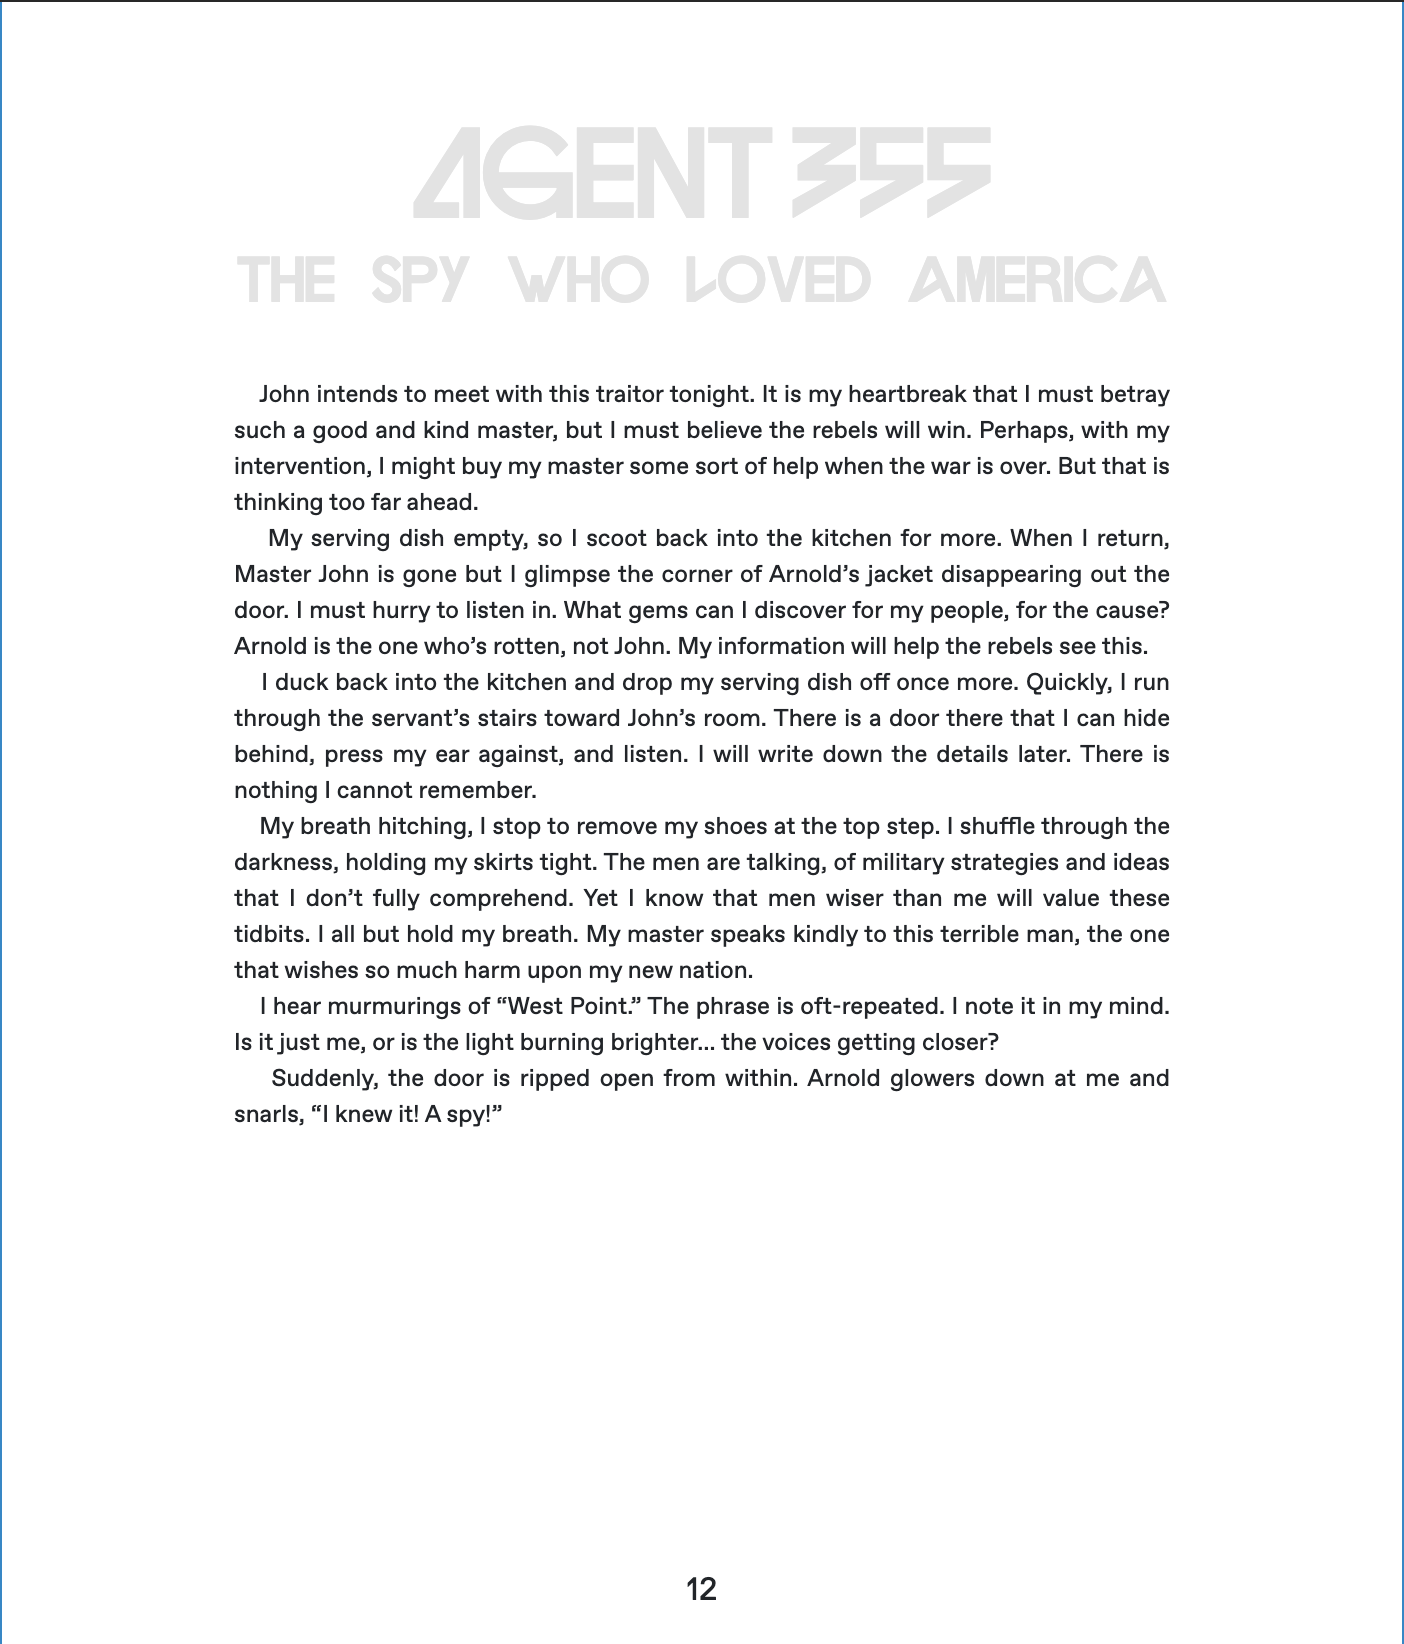 AGENT 355
THE SPY WHO LOVED AMERICA
John intends to meet with this traitor tonight. It is my heartbreak that I must betray
such a good and kind master, but I must believe the rebels will win. Perhaps, with my
intervention, I might buy my master some sort of help when the war is over. But that is
thinking too far ahead.
My serving dish empty, so I scoot back into the kitchen for more. When I return,
Master John is gone but I glimpse the corner of Arnold’s jacket disappearing out the
door. I must hurry to listen in. What gems can I discover for my people, for the cause?
Arnold is the one who’s rotten, not John. My information will help the rebels see this.
I duck back into the kitchen and drop my serving dish off once more. Quickly, I run
through the servant’s stairs toward John’s room. There is a door there that I can hide
behind, press my ear against, and listen. I will write down the details later. There is
nothing I cannot remember.
My breath hitching, I stop to remove my shoes at the top step. I shuffle through the
darkness, holding my skirts tight. The men are talking, of military strategies and ideas
that I don’t fully comprehend. Yet I know that men wiser than me will value these
tidbits. I all but hold my breath. My master speaks kindly to this terrible man, the one
that wishes so much harm upon my new nation.
I hear murmurings of “West Point.” The phrase is oft-repeated. I note it in my mind.
Is it just me, or is the light burning brighter... the voices getting closer?
Suddenly, the door is ripped open from within. Arnold glowers down at me and
snarls, “I knew it! A spy!”
12